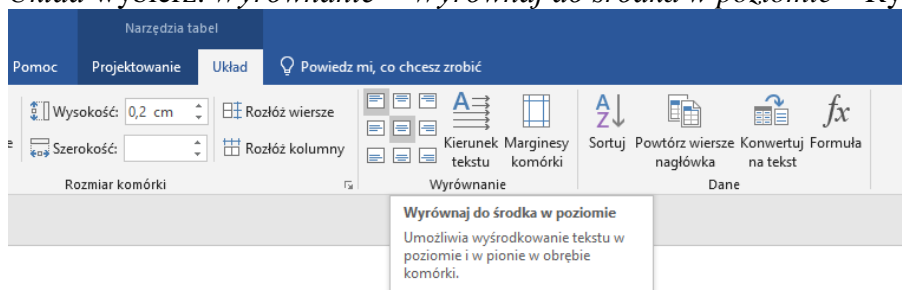 Układ wybierz: Wyrównanie – Wyrównaj do środka w poziomie – Ry
Narzędzia tabel
Pomoc Projektowanie Układ Powiedz mi, co chcesz zrobić
Wysokość: 0,2 cm Rozłóż wiersze
Szerokość: Rozłóż kolumny
Kierunek tekstu
Marginesy komórki
Sortuj
Powtórz wiersze nagłówka
Konwertuj na tekst
fx
Formuła
Rozmiar komórki Wyrównanie Dane
Wyrównaj do środka w poziomie
Umożliwia wyśrodkowanie tekstu w
poziomie i w pionie w obrębie
komórki.